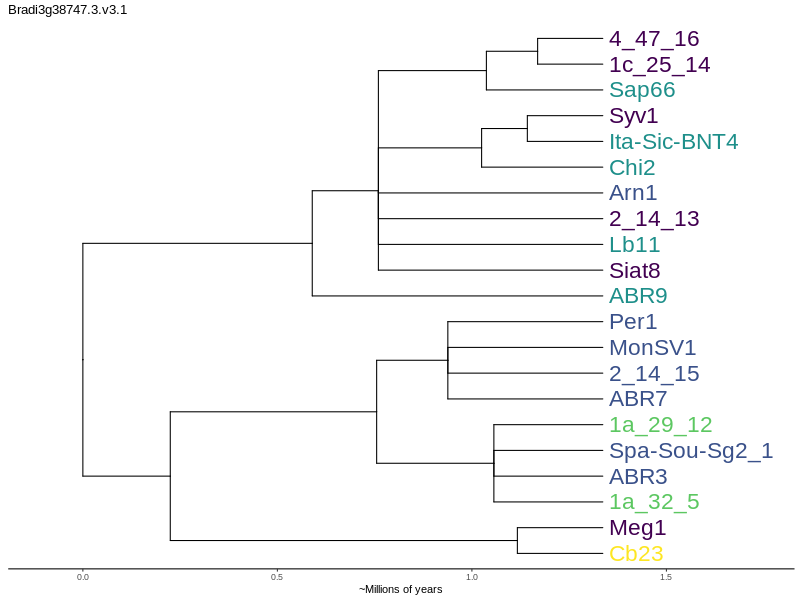 Bradi3g38747.3.v3.1
4_47_16
1c_25_14
Sap66
Syv1
Ita-Sic-BNT4
Chi2
Arn1
2_14_13
Lb11
Siat8
ABR9
Per1
MonSV1
2_14_15
ABR7
1a_29_12
Spa-Sou-Sg2_1
ABR3
1a_32_5
Meg1
Cb23
0.0 0.5 1.0 1.5
~Millions of years